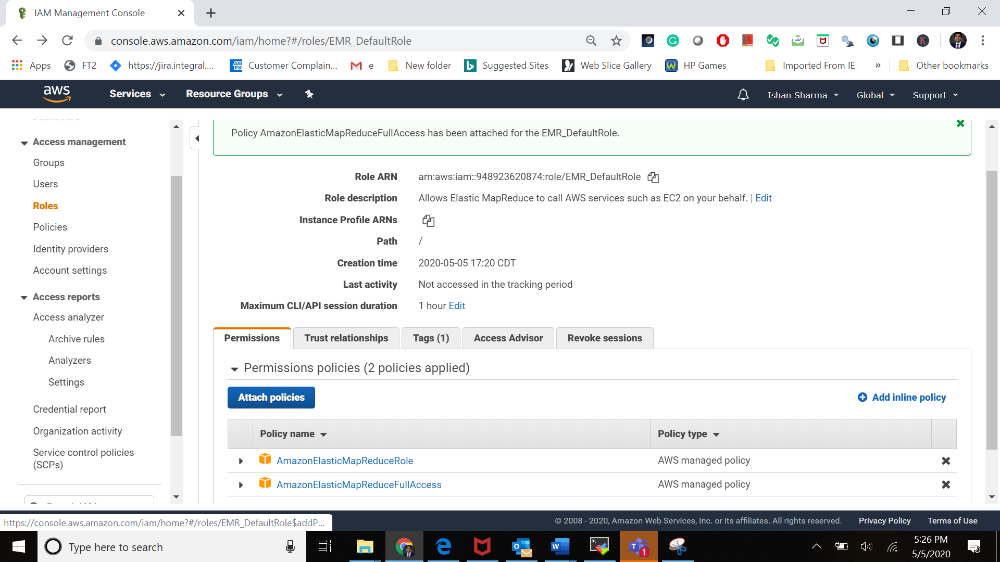 IAM Management Console
console.aws.amazon.com/iam/home?#/roles/EMR_DefaultRole
Apps
FT2
https://jira.integral....
Customer Complain...
e
New folder
Suggested Sites
Web Slice Gallery
HP Games
Imported From IE
»
Other bookmarks
aws
Services
Resource Groups
Ishan Sharma
Global
Support
Access management
Groups
Users
Roles
Policies
Identity providers
Account settings
Access reports
Access analyzer
Archive rules
Analyzers
Settings
Credential report
Organization activity
Service control policies
(SCPs)
Policy AmazonElasticMapReduceFullAccess has been attached for the EMR_DefaultRole.
Role ARN arn:aws:iam::948923620874:role/EMR_DefaultRole
Role description Allows Elastic MapReduce to call AWS services such as EC2 on your behalf. | Edit
Instance Profile ARNs
Path /
Creation time 2020-05-05 17:20 CDT
Last activity Not accessed in the tracking period
Maximum CLI/API session duration 1 hour Edit
Permissions
Trust relationships
Tags (1)
Access Advisor
Revoke sessions
Permissions policies (2 policies applied)
Attach policies
Add inline policy
Policy name
Policy type
AmazonElasticMapReduceRole AWS managed policy
AmazonElasticMapReduceFullAccess AWS managed policy
https://console.aws.amazon.com/iam/home?#/roles/EMR_DefaultRole$addP...
© 2008 - 2020, Amazon Web Services, Inc. or its affiliates. All rights reserved.
Privacy Policy
Terms of Use
Type here to search
5:26 PM
5/5/2020